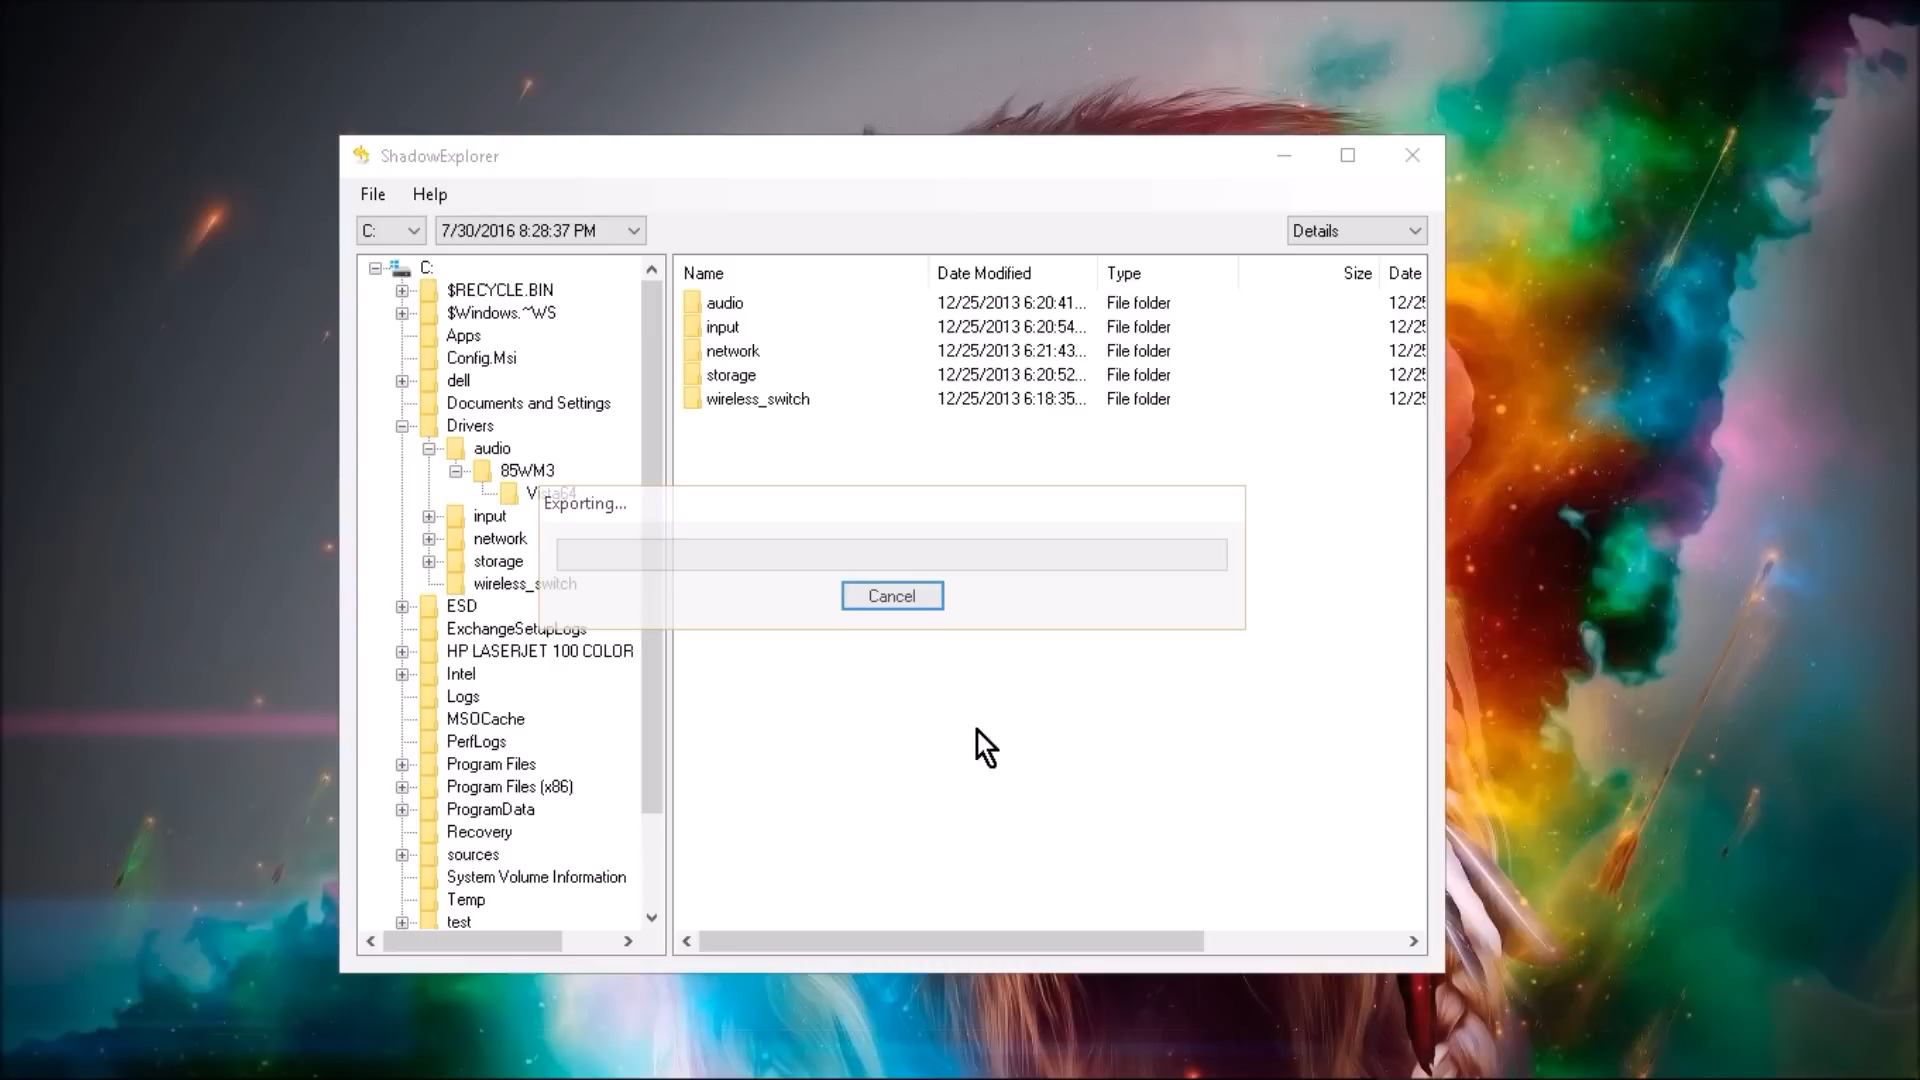 ShadowExplorer
File Help
C: 7/30/2016 8:28:37 PM Details
C:
$RECYCLE.BIN
$Windows.~WS
Apps
Config.Msi
dell
Documents and Settings
Drivers
audio
85WM3
Vista64
input
network
storage
wireless_switch
ESD
ExchangeSetupLogs
HP LASERJET 100 COLOR
Intel
Logs
MSOCache
PerfLogs
Program Files
Program Files (x86)
ProgramData
Recovery
sources
System Volume Information
Temp
test
Name Date Modified Type Size Date
audio 12/25/2013 6:20:41... File folder 12/25
input 12/25/2013 6:20:54... File folder 12/25
network 12/25/2013 6:21:43... File folder 12/25
storage 12/25/2013 6:20:52... File folder 12/25
wireless_switch 12/25/2013 6:18:35... File folder 12/25
Exporting...
Cancel